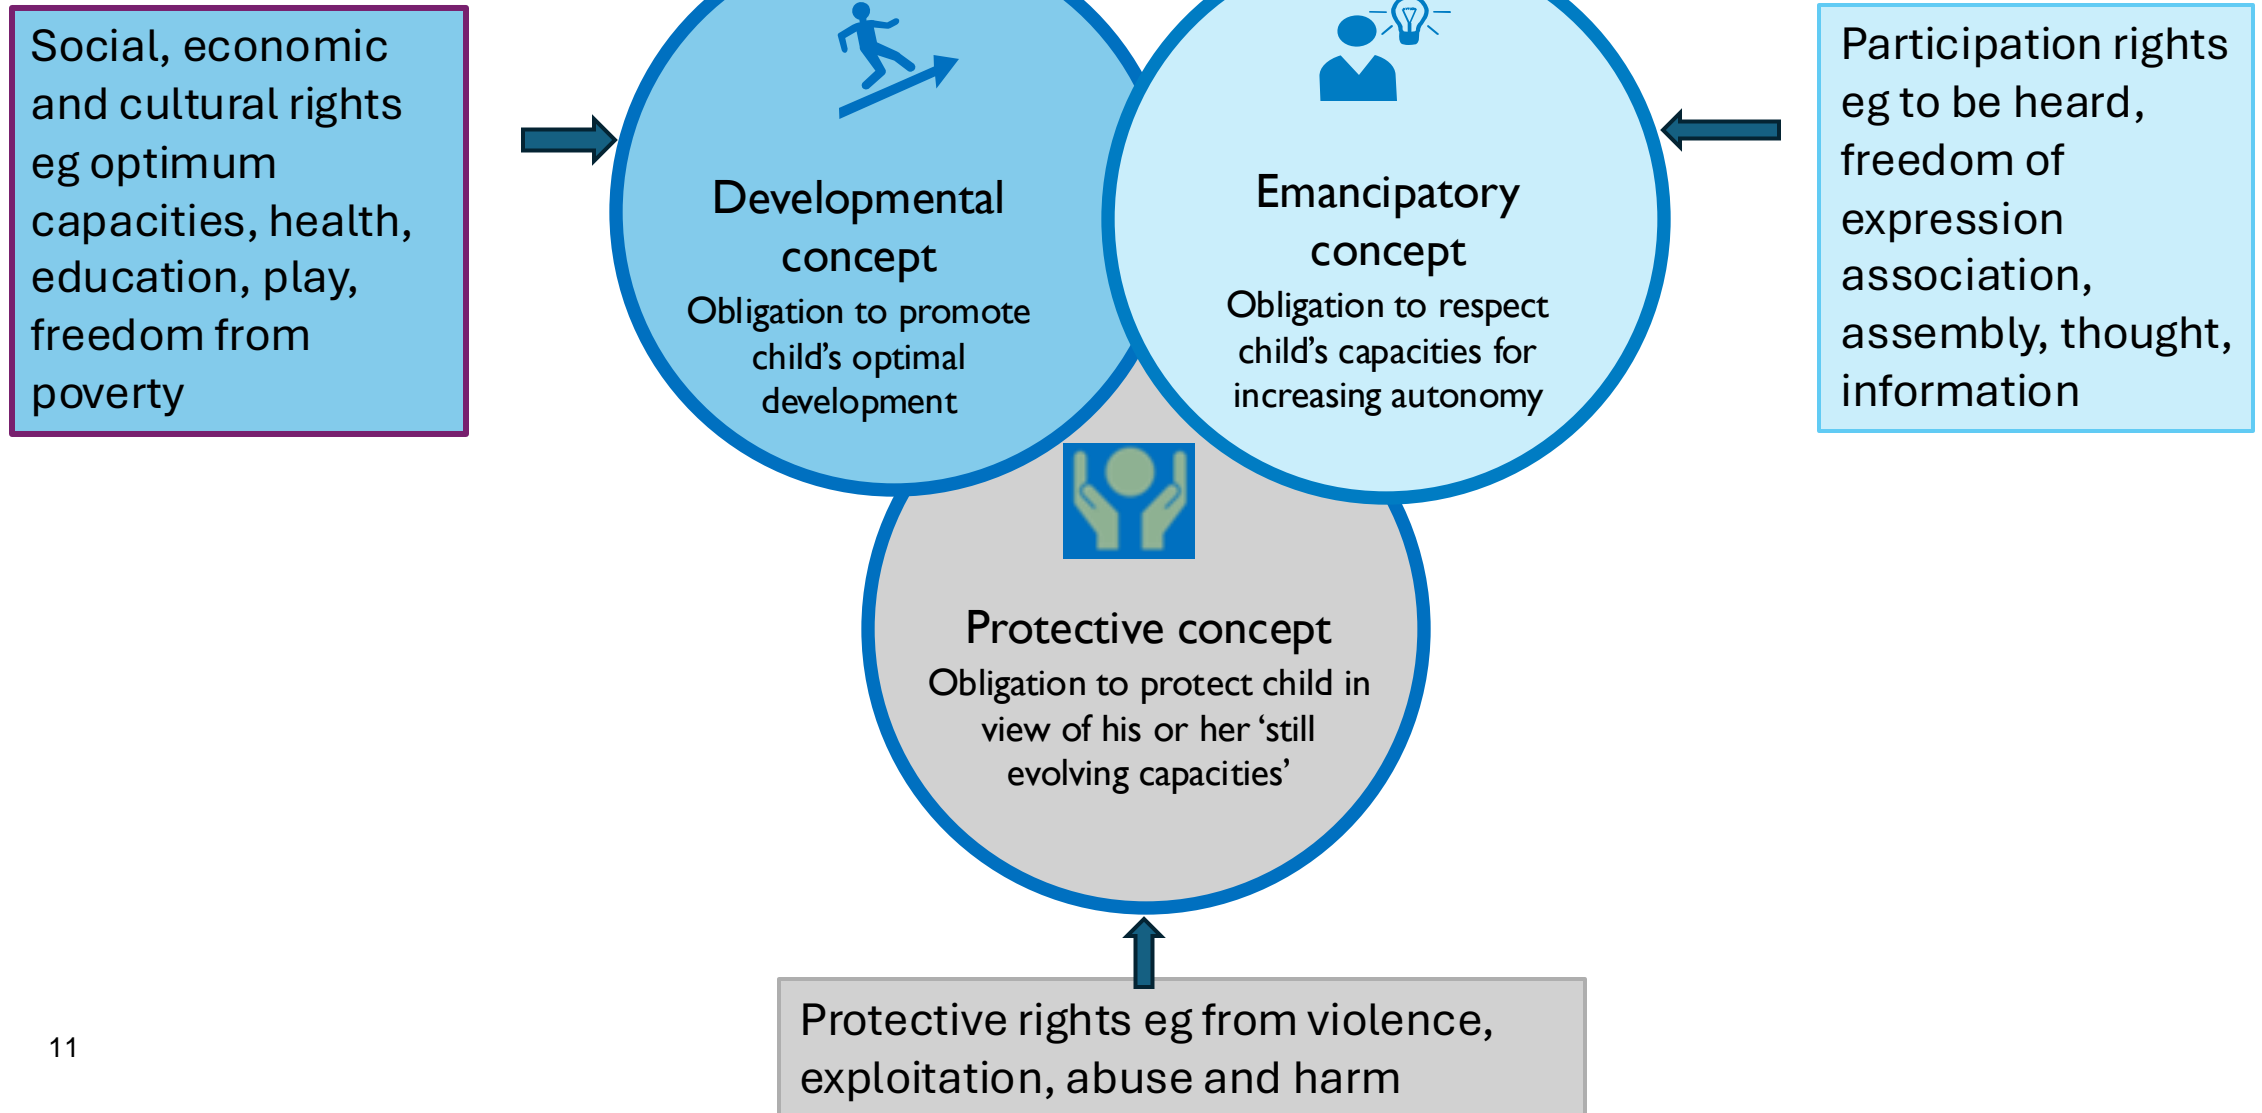 Social, economic
and cultural rights
eg optimum
capacities, health,
education, play,
freedom from
poverty
Developmental
concept
Obligation to promote
child’s optimal
development
Emancipatory
concept
Obligation to respect
child’s capacities for
increasing autonomy
Participation rights
eg to be heard,
freedom of
expression
association,
assembly, thought,
information
Protective concept
Obligation to protect child in
view of his or her ‘still
evolving capacities’
Protective rights eg from violence,
exploitation, abuse and harm
11